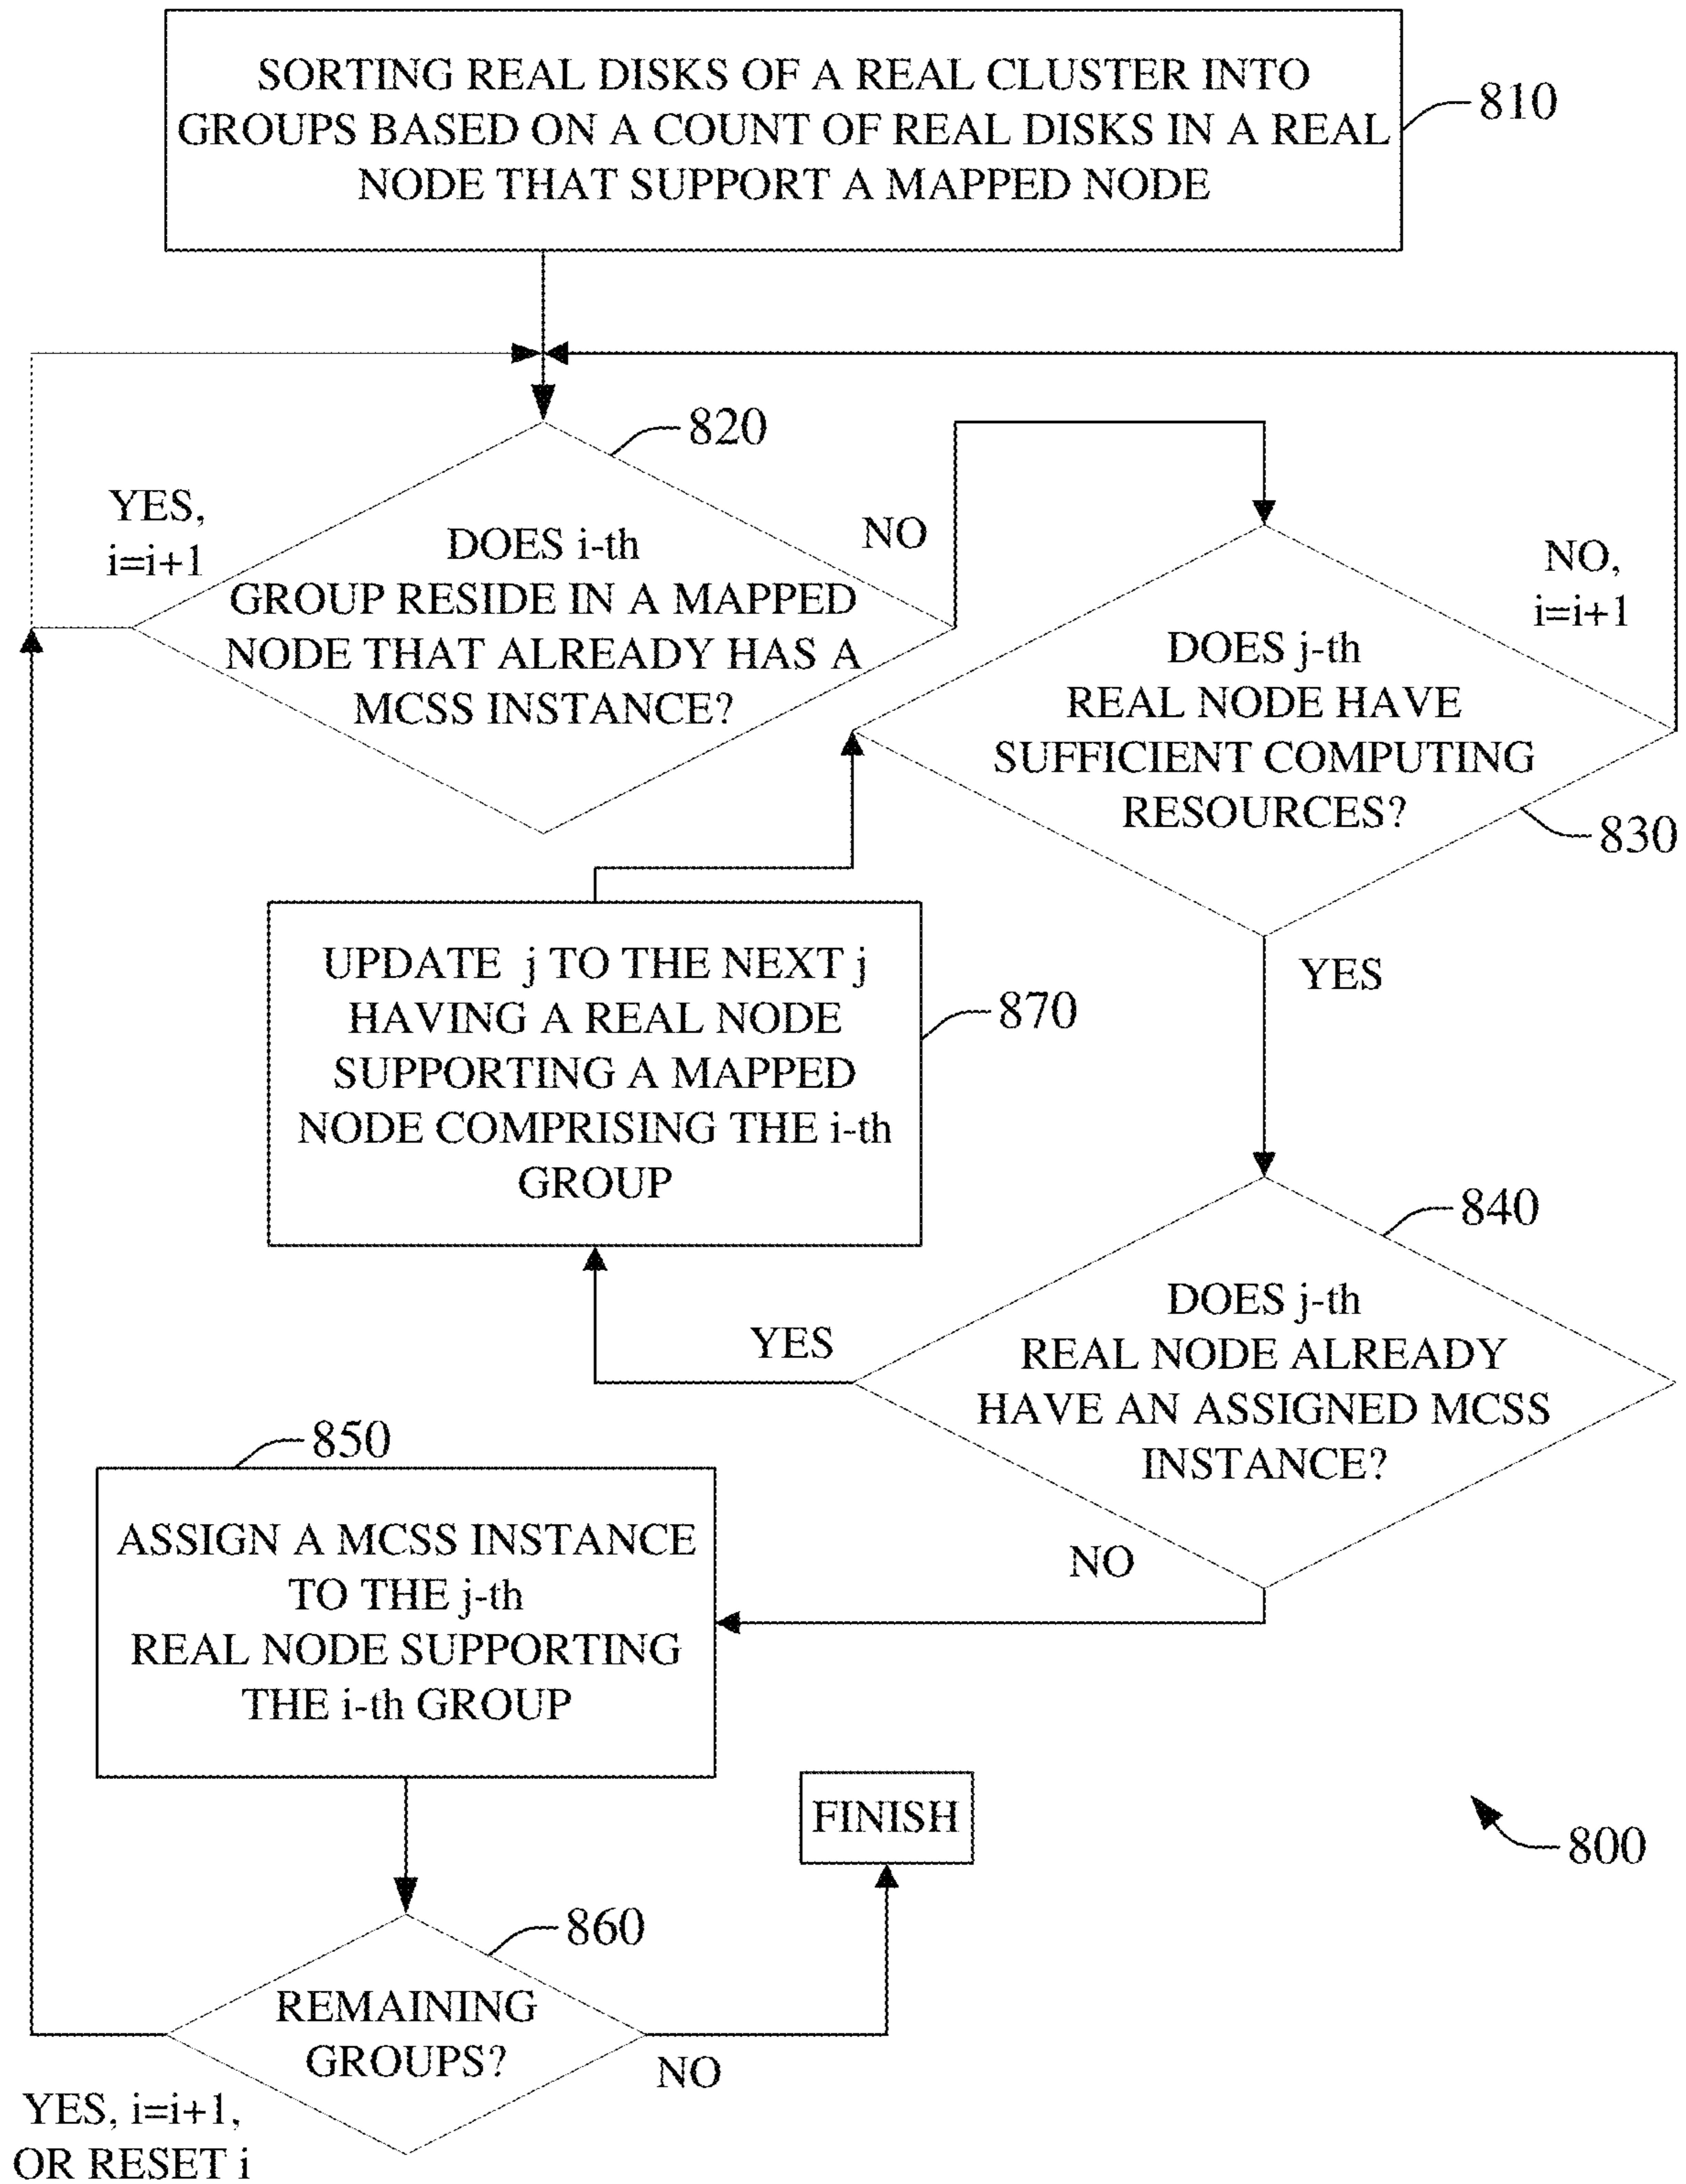 SORTING REAL DISKS OF A REAL CLUSTER INTO
GROUPS BASED ON A COUNT OF REAL DISKS IN A REAL
NODE THAT SUPPORT A MAPPED NODE
810
820
YES,
i=i+1
DOES i-th
GROUP RESIDE IN A MAPPED
NODE THAT ALREADY HAS A
MCSS INSTANCE?
NO
NO,
i=i+1
DOES j-th
REAL NODE HAVE
SUFFICIENT COMPUTING
RESOURCES?
830
YES
UPDATE j TO THE NEXT j
HAVING A REAL NODE
SUPPORTING A MAPPED
NODE COMPRISING THE i-th
GROUP
870
840
DOES j-th
REAL NODE ALREADY
HAVE AN ASSIGNED MCSS
INSTANCE?
YES
NO
850
ASSIGN A MCSS INSTANCE
TO THE j-th
REAL NODE SUPPORTING
THE i-th GROUP
FINISH
800
860
REMAINING
GROUPS?
NO
YES, i=i+1,
OR RESET i